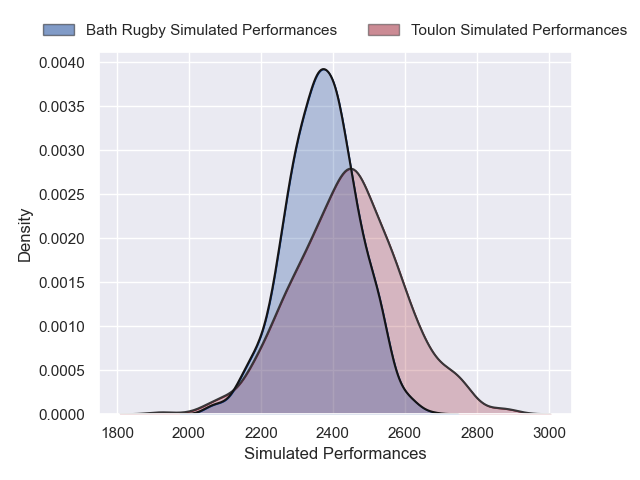 Bath Rugby Simulated Performances Toulon Simulated Performances
0.0040
0.0035
0.0030
0.0025
0.0020
0.0015
0.0010
0.0005
0.0000
Density
1800 2000 2200 2400 2600 2800 3000
Simulated Performances